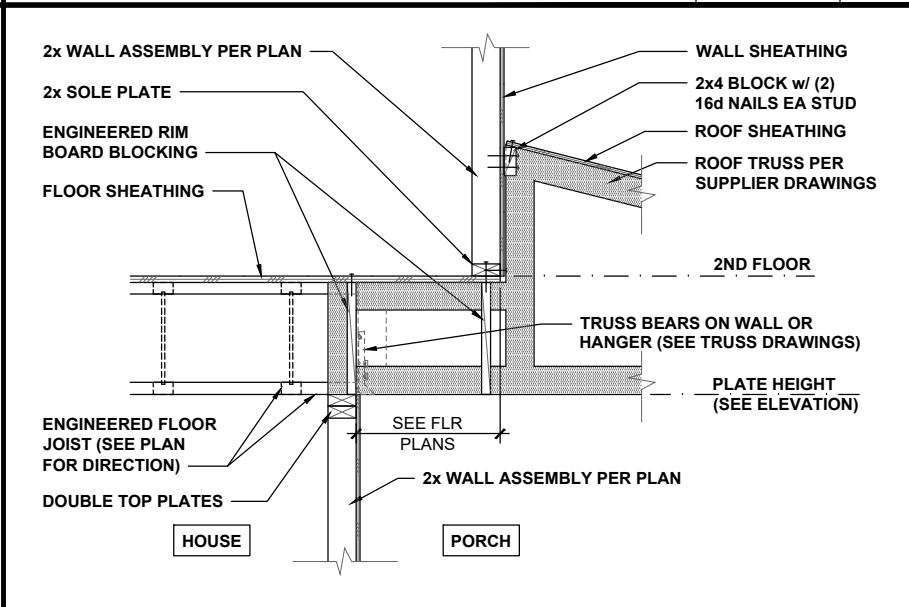 2x WALL ASSEMBLY PER PLAN
2x SOLE PLATE
ENGINEERED RIM
BOARD BLOCKING
FLOOR SHEATHING
WALL SHEATHING
2x4 BLOCK w/ (2)
16d NAILS EA STUD
ROOF SHEATHING
ROOF TRUSS PER
SUPPLIER DRAWINGS
2ND FLOOR
TRUSS BEARS ON WALL OR
HANGER (SEE TRUSS DRAWINGS)
PLATE HEIGHT
(SEE ELEVATION)
ENGINEERED FLOOR
JOIST (SEE PLAN
FOR DIRECTION)
DOUBLE TOP PLATES
SEE FLR
PLANS
2x WALL ASSEMBLY PER PLAN
HOUSE
PORCH